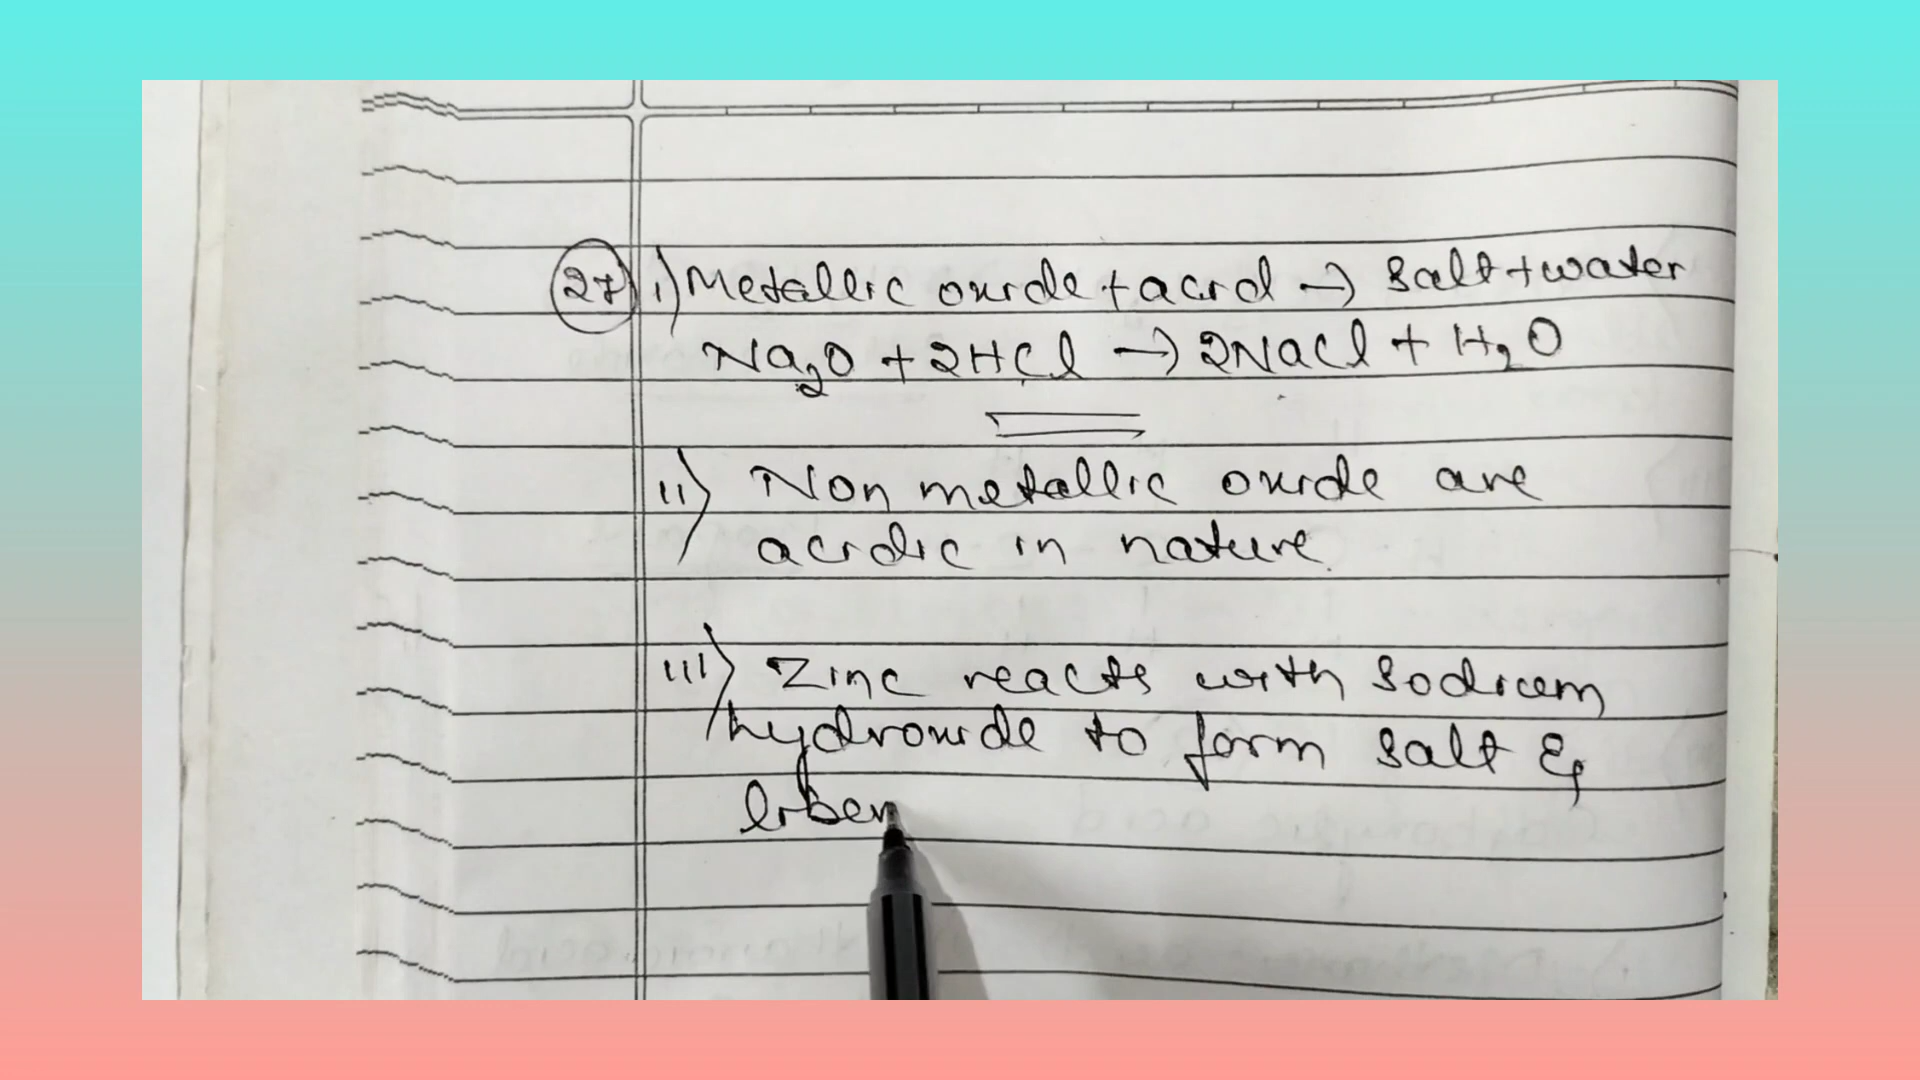 27) i) Metallic oxide + acid → Salt + water
Na₂O + 2HCl → 2NaCl + H₂O
ii) Non metallic oxide are
acidic in nature.
iii) Zinc reacts with Sodium
hydroxide to form salt &
liber